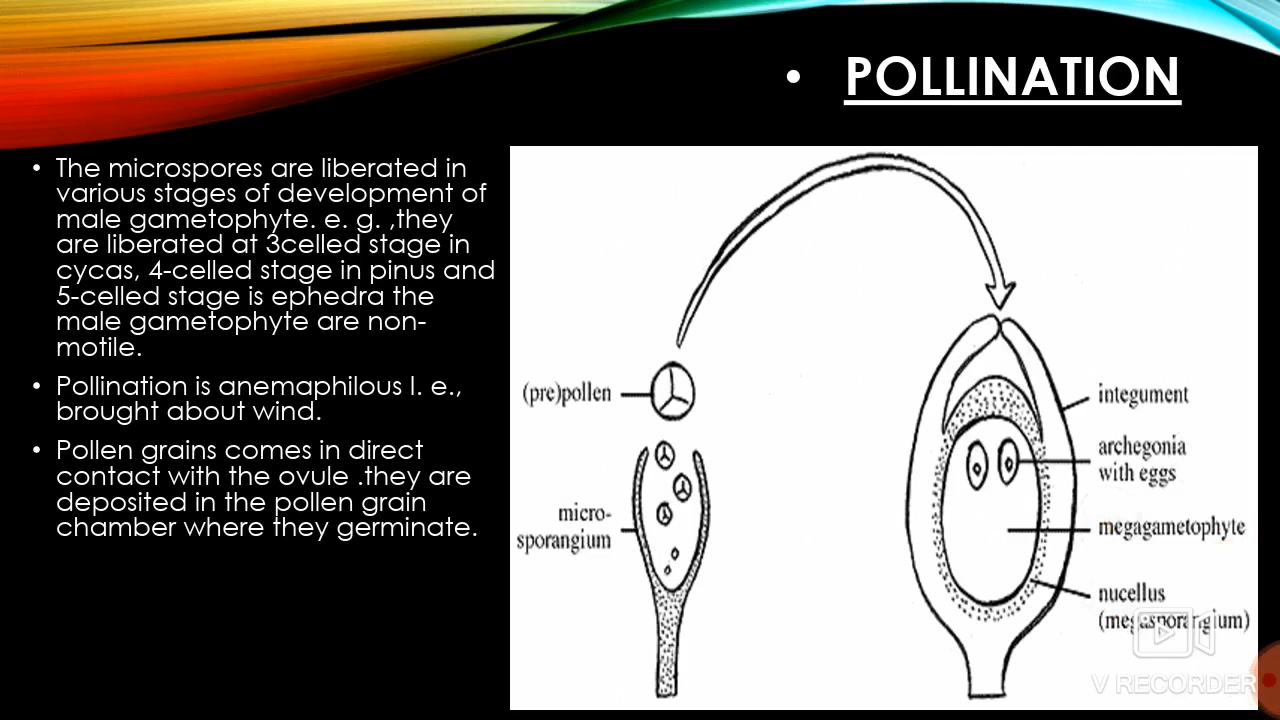 • POLLINATION
• The microspores are liberated in
various stages of development of
male gametophyte. e. g. ,they
are liberated at 3celled stage in
cycas, 4-celled stage in pinus and
5-celled stage is ephedra the
male gametophyte are non-
motile.
• Pollination is anemaphilous I. e.,
brought about wind.
• Pollen grains comes in direct
contact with the ovule .they are
deposited in the pollen grain
chamber where they germinate.
(pre)pollen
micro-
sporangium
integument
archegonia
with eggs
megagametophyte
nucellus
(megasporangium)
V RECORDER